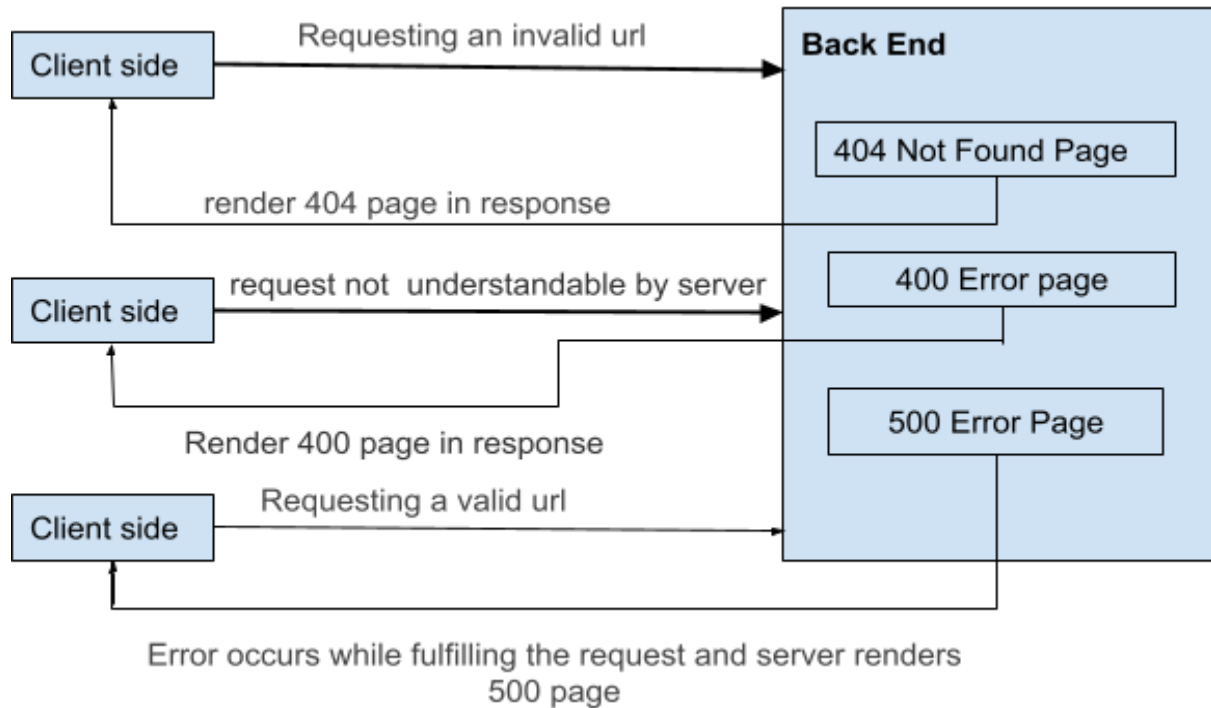 Requesting an invalid url
Back End
Client side
404 Not Found Page
render 404 page in response
request not  understandable by server
400 Error page
Client side
500 Error Page
Render 400 page in response
Requesting a valid url
Client side
Error occurs while fulfilling the request and server renders
500 page